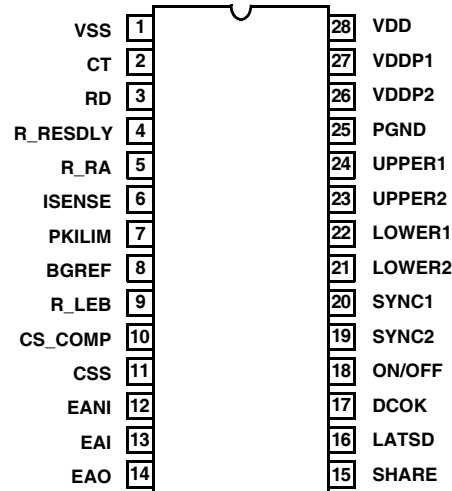 VSS 1 28 VDD
CT 2 27 VDDP1
RD 3 26 VDDP2
R_RESDLY 4 25 PGND
R_RA 5 24 UPPER1
ISENSE 6 23 UPPER2
PKILIM 7 22 LOWER1
BGREF 8 21 LOWER2
R_LEB 9 20 SYNC1
CS_COMP 10 19 SYNC2
CSS 11 18 ON/OFF
EANI 12 17 DCOK
EAI 13 16 LATSD
EAO 14 15 SHARE